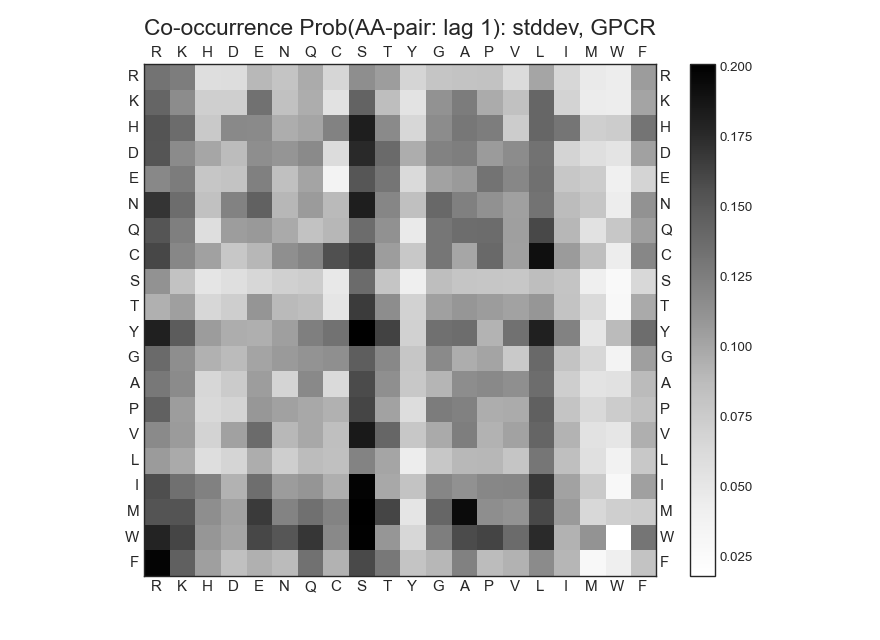 Co-occurrence Prob(AA-pair: lag 1): stddev, GPCR
R K H D E N Q C S T Y G A P V L I M W F
R R
K K
H H
D D
E E
N N
Q Q
C C
S S
T T
Y Y
G G
A A
P P
V V
L L
I I
M M
W W
F F
R K H D E N Q C S T Y G A P V L I M W F
0.200
0.175
0.150
0.125
0.100
0.075
0.050
0.025